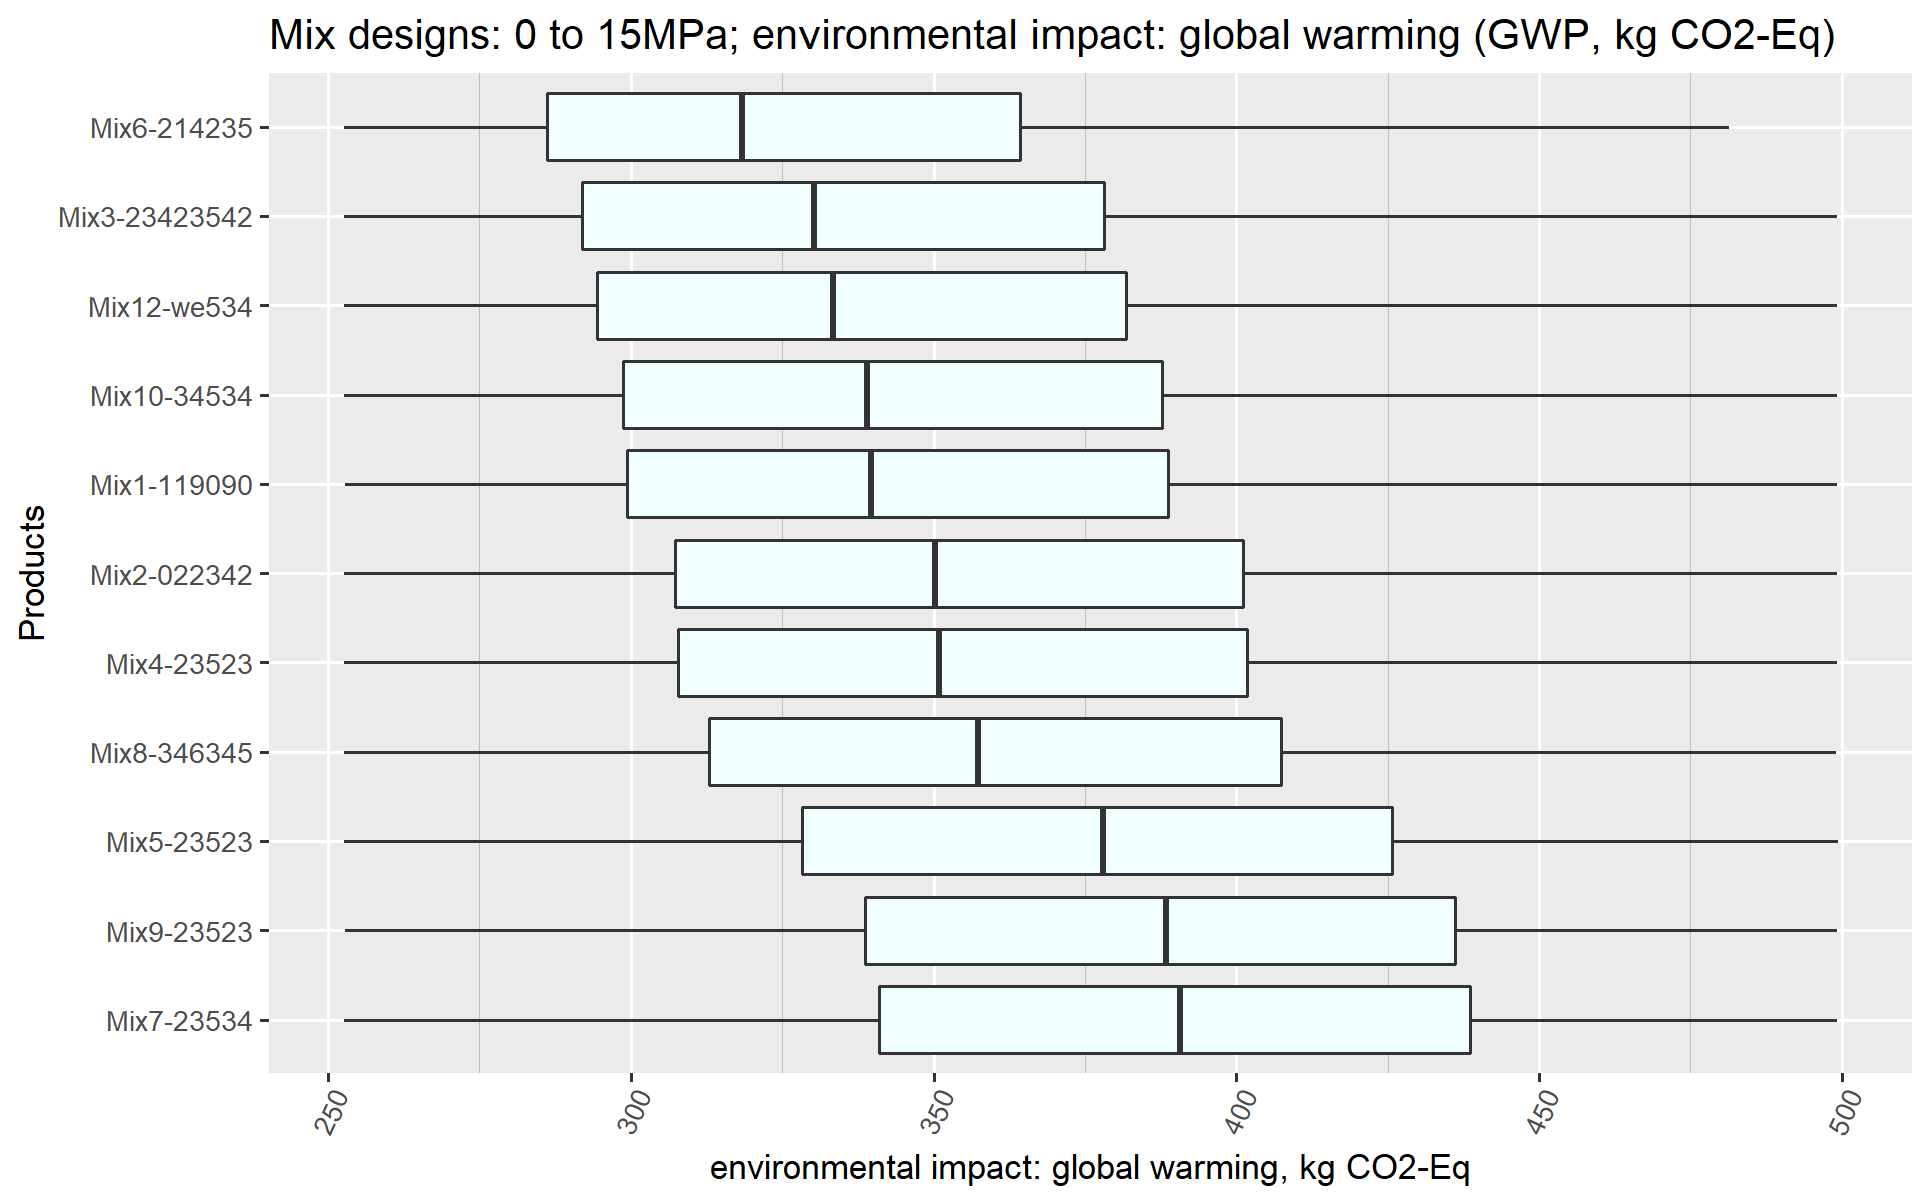 Mix designs: 0 to 15MPa; environmental impact: global warming (GWP, kg CO2-Eq)
Products
Mix6-214235
Mix3-23423542
Mix12-we534
Mix10-34534
Mix1-119090
Mix2-022342
Mix4-23523
Mix8-346345
Mix5-23523
Mix9-23523
Mix7-23534
250 300 350 400 450 500
environmental impact: global warming, kg CO2-Eq